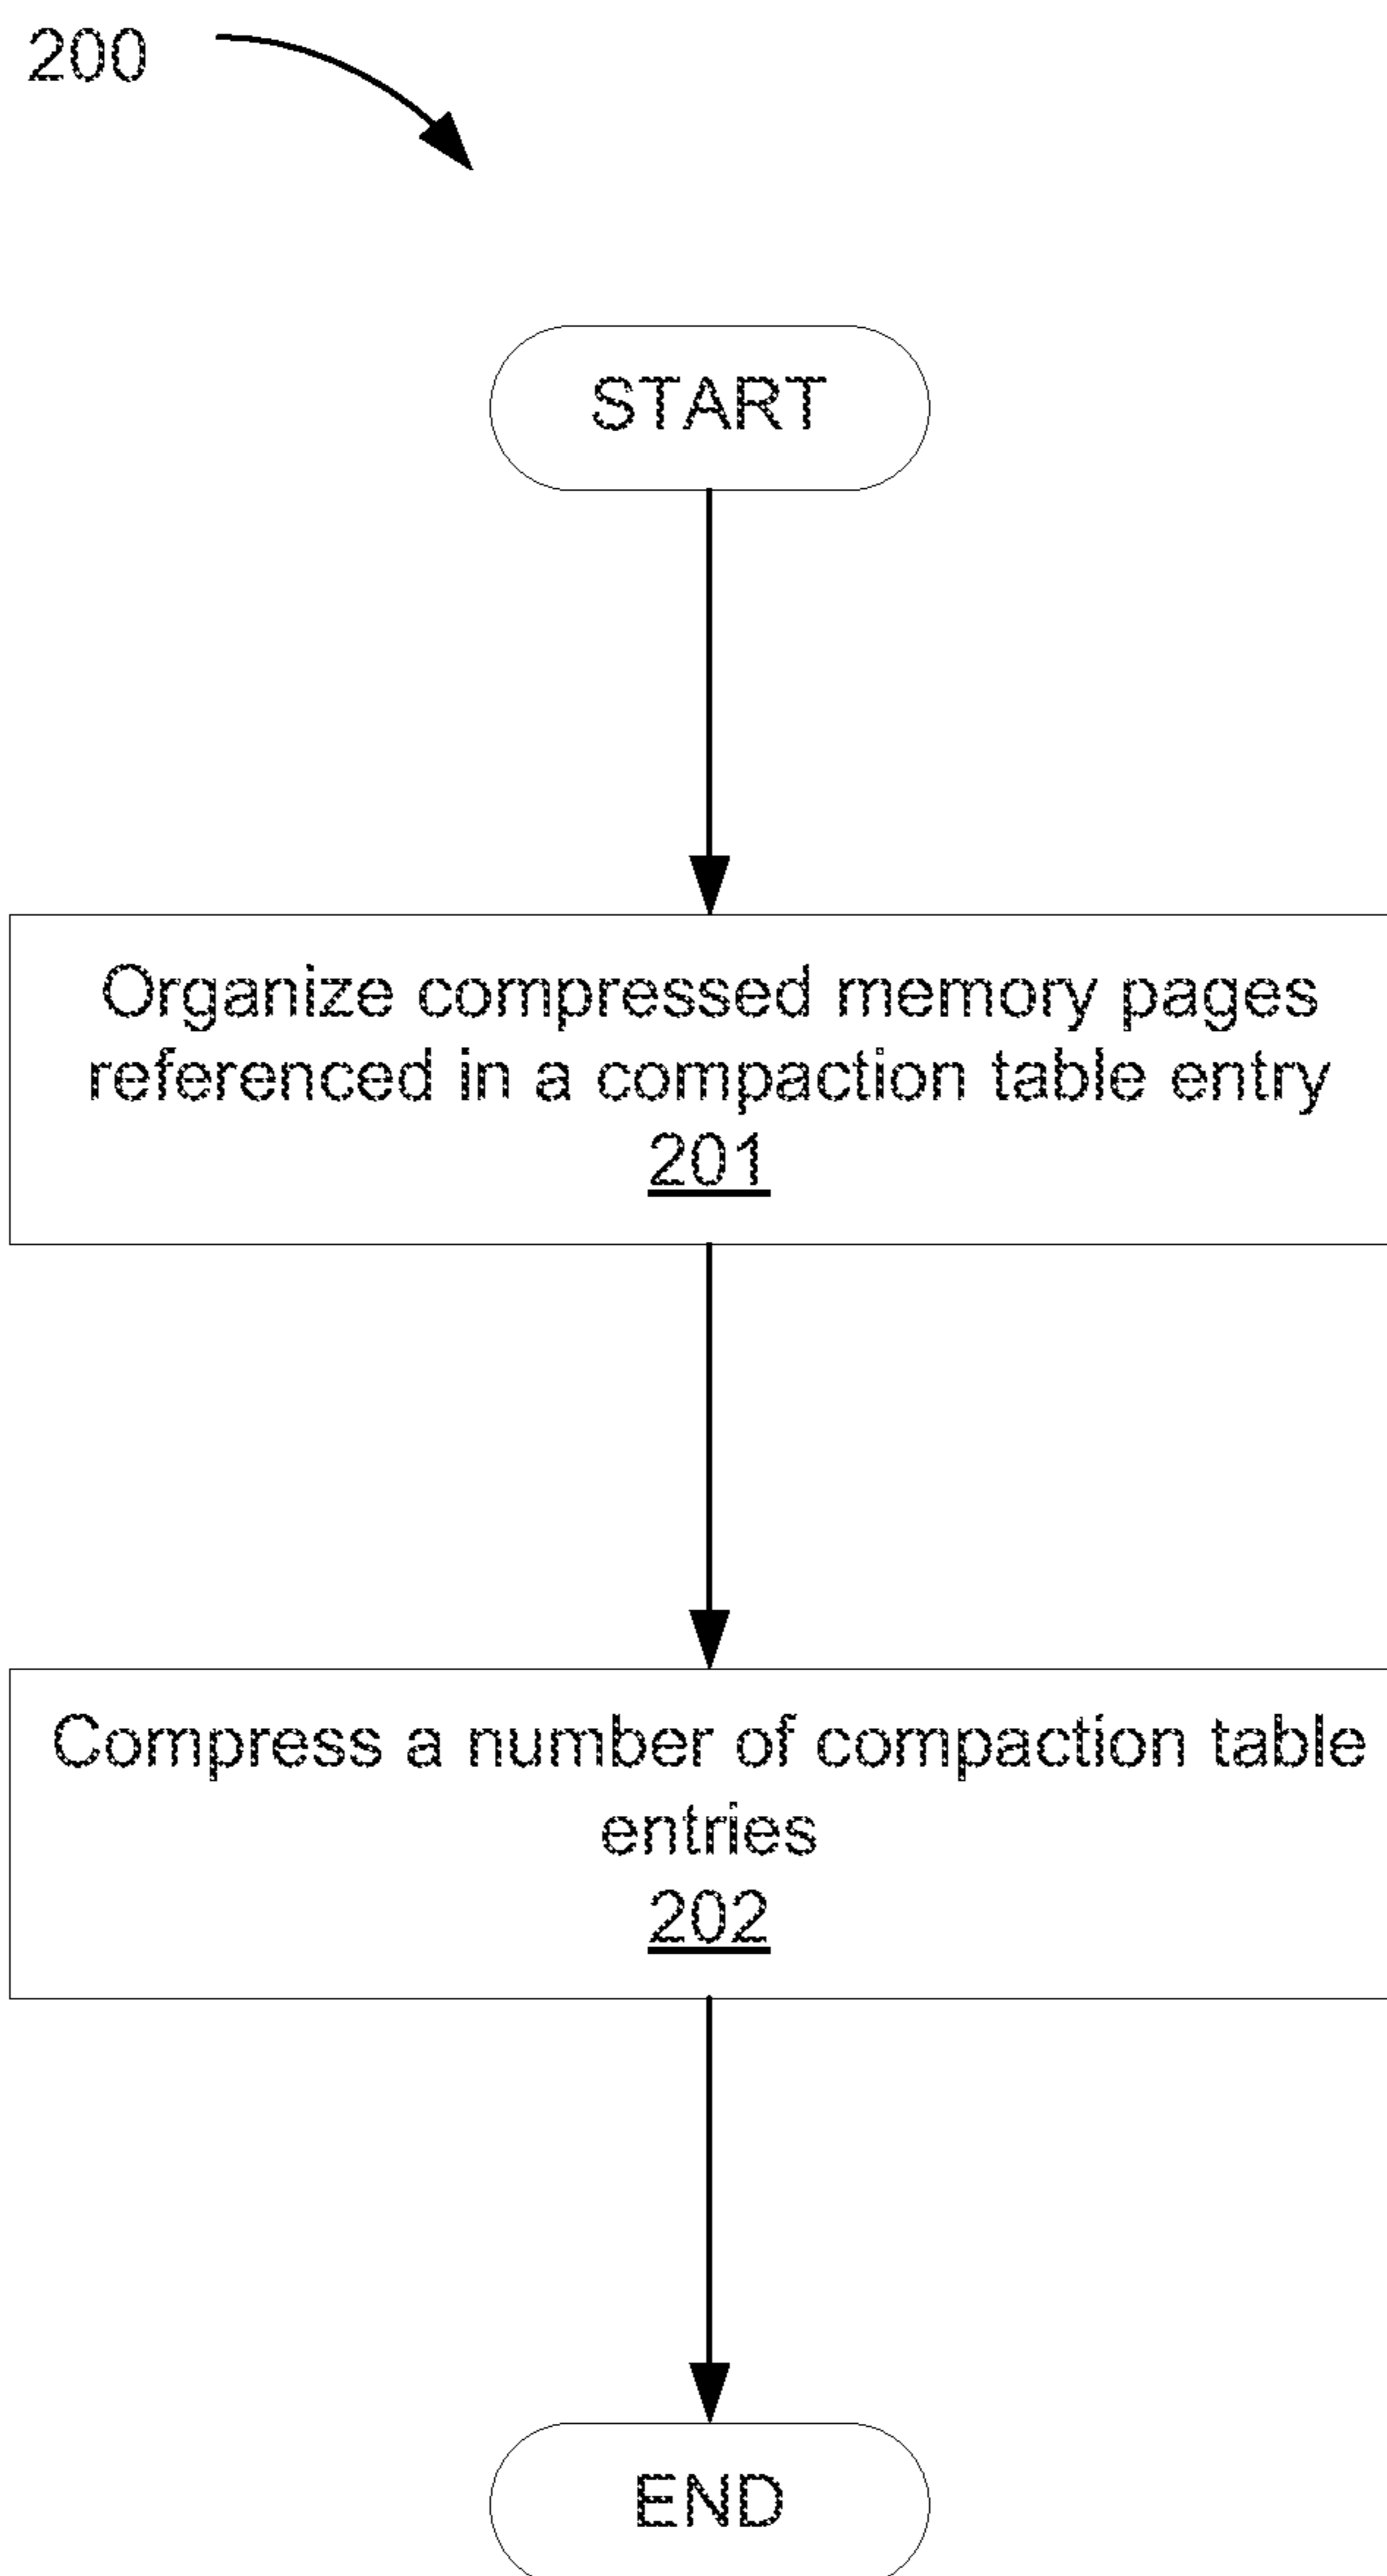 200
START
Organize compressed memory pages
referenced in a compaction table entry
201
Compress a number of compaction table
entries
202
END